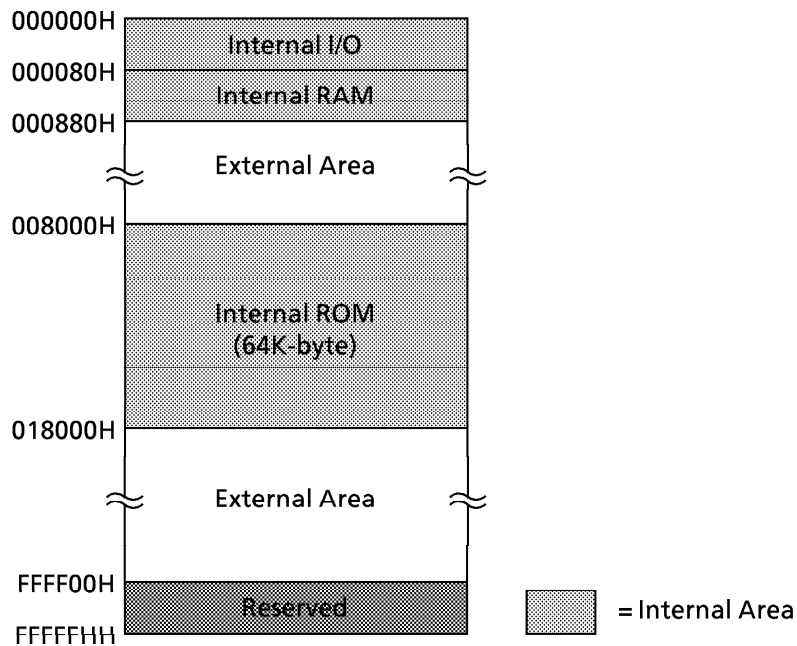 000000H
Internal I/O
000080H
Internal RAM
000880H
External Area
008000H
Internal ROM
(64K-byte)
018000H
External Area
FFFF00H
Reserved
= Internal Area
FFFFFHH